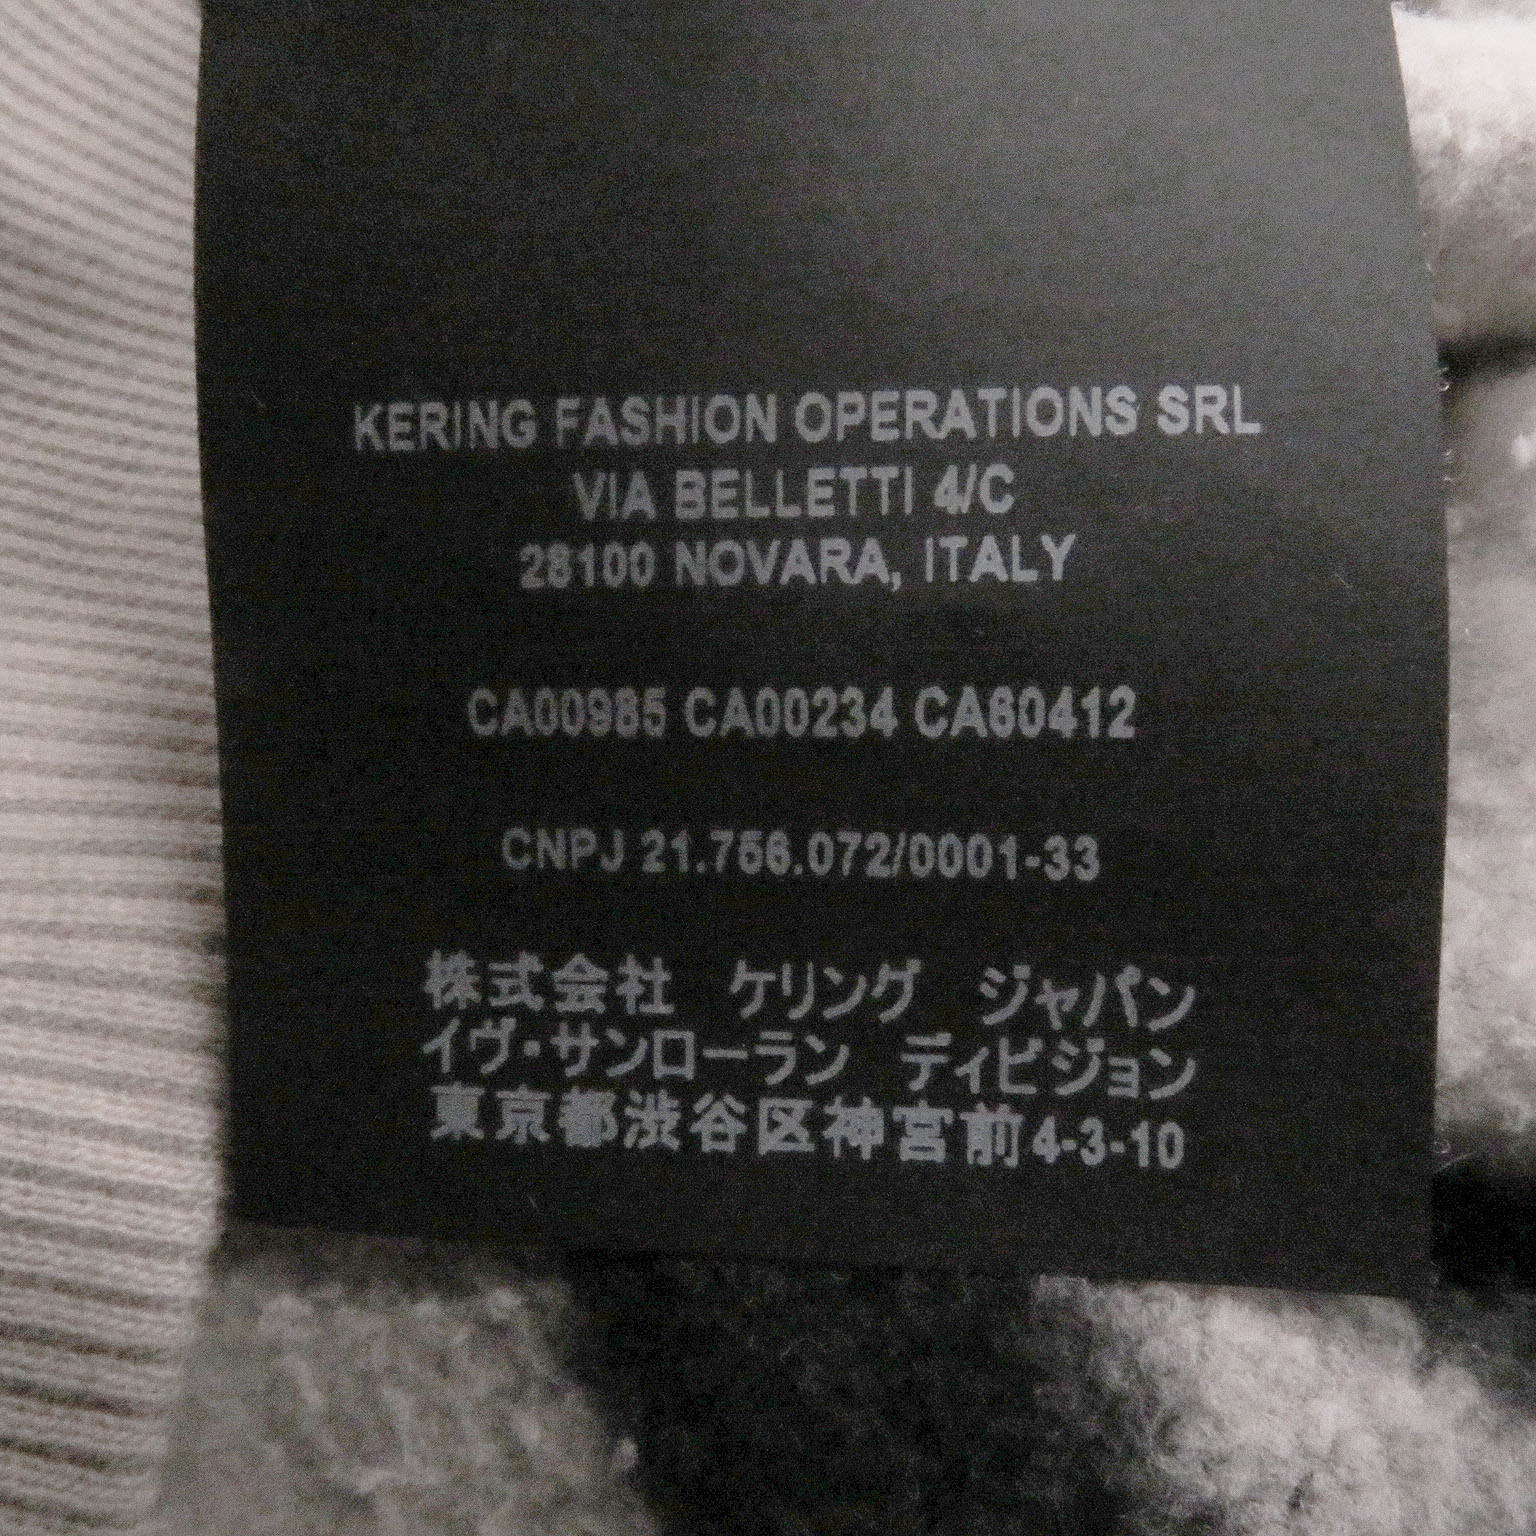 KERING FASHION OPERATIONS SRL
VIA BELLETTI 4/C
28100 NOVARA, ITALY
CA00985 CA00234 CA60412
CNPJ 21.756.072/0001-33
株式会社 ケリング ジャパン
イヴ・サンローラン ディビジョン
東京都渋谷区神宮前4-3-10